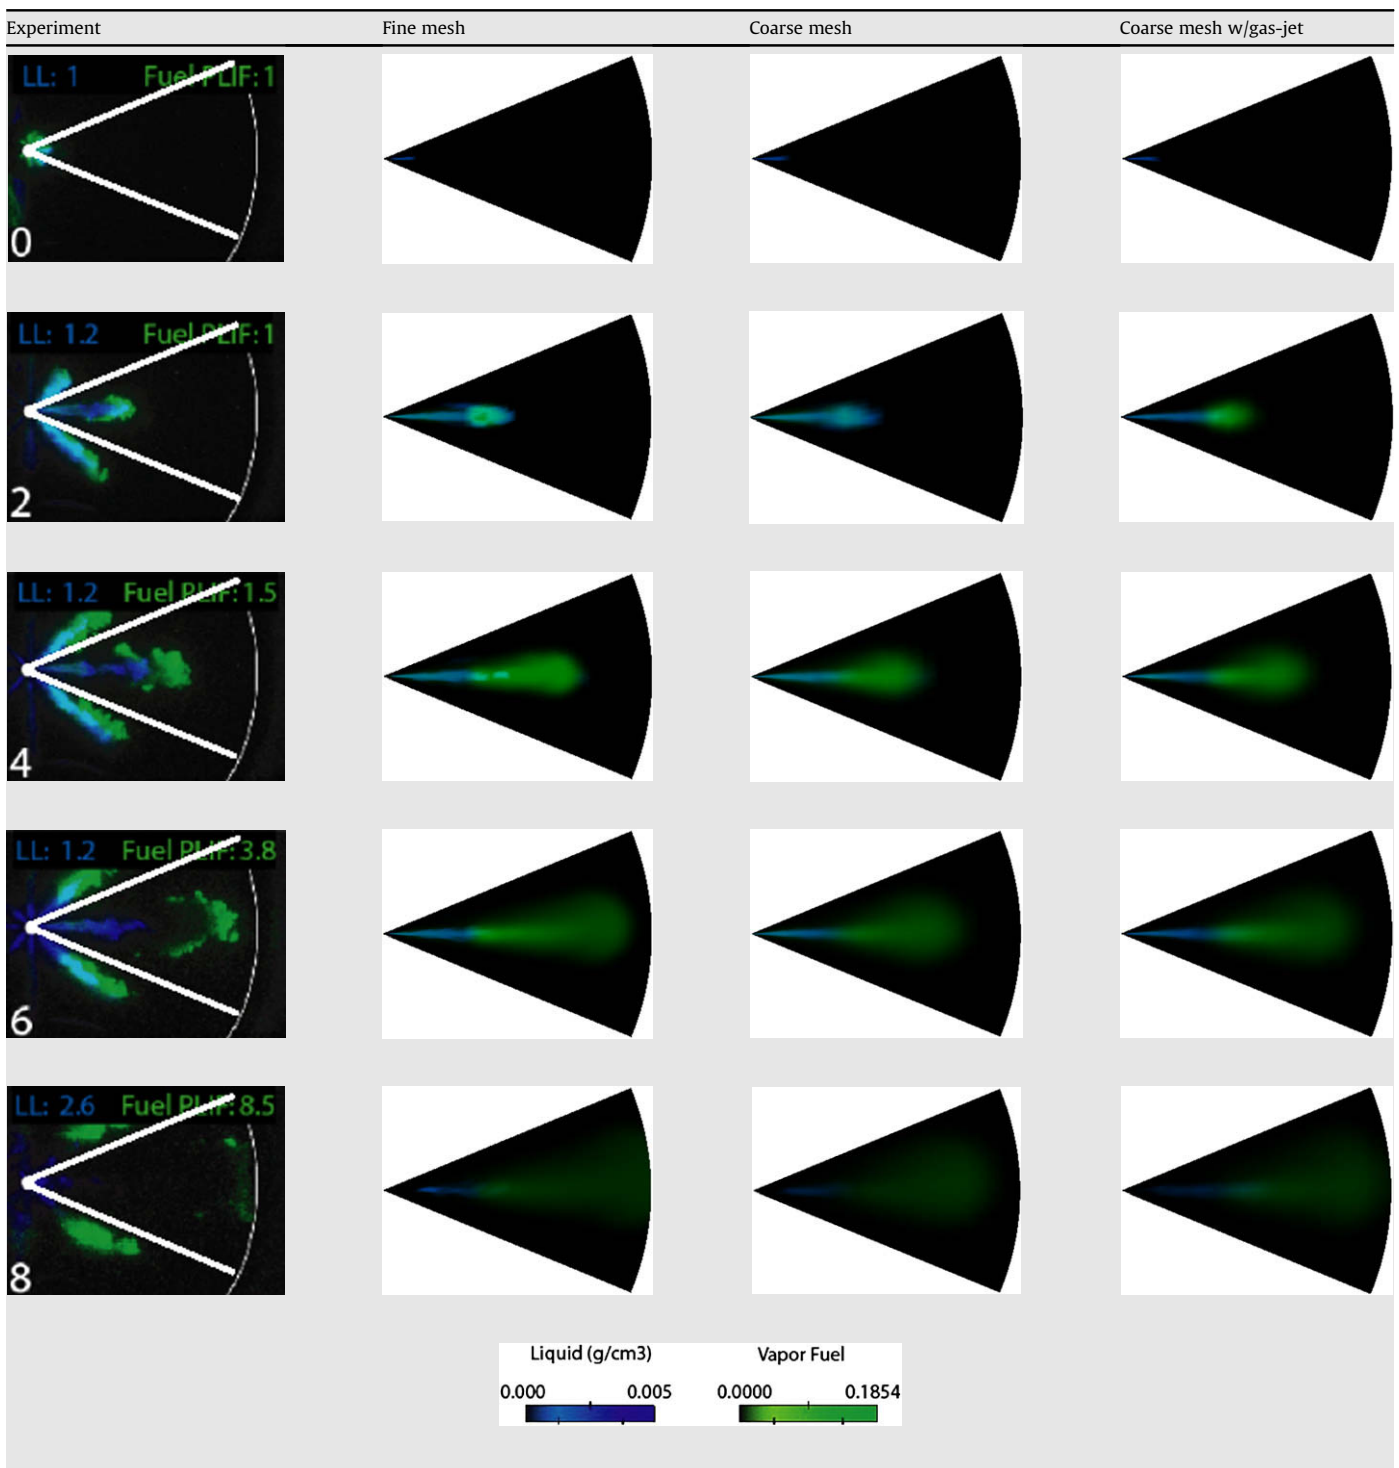 Experiment Fine mesh Coarse mesh Coarse mesh w/gas-jet
LL: 1 Fuel PLIF: 1
0
LL: 1.2 Fuel PLIF: 1
2
LL: 1.2 Fuel PLIF: 1.5
4
LL: 1.2 Fuel PLIF: 3.8
6
LL: 2.6 Fuel PLIF: 8.5
8
Liquid (g/cm3) Vapor Fuel
0.000 0.005 0.0000 0.1854